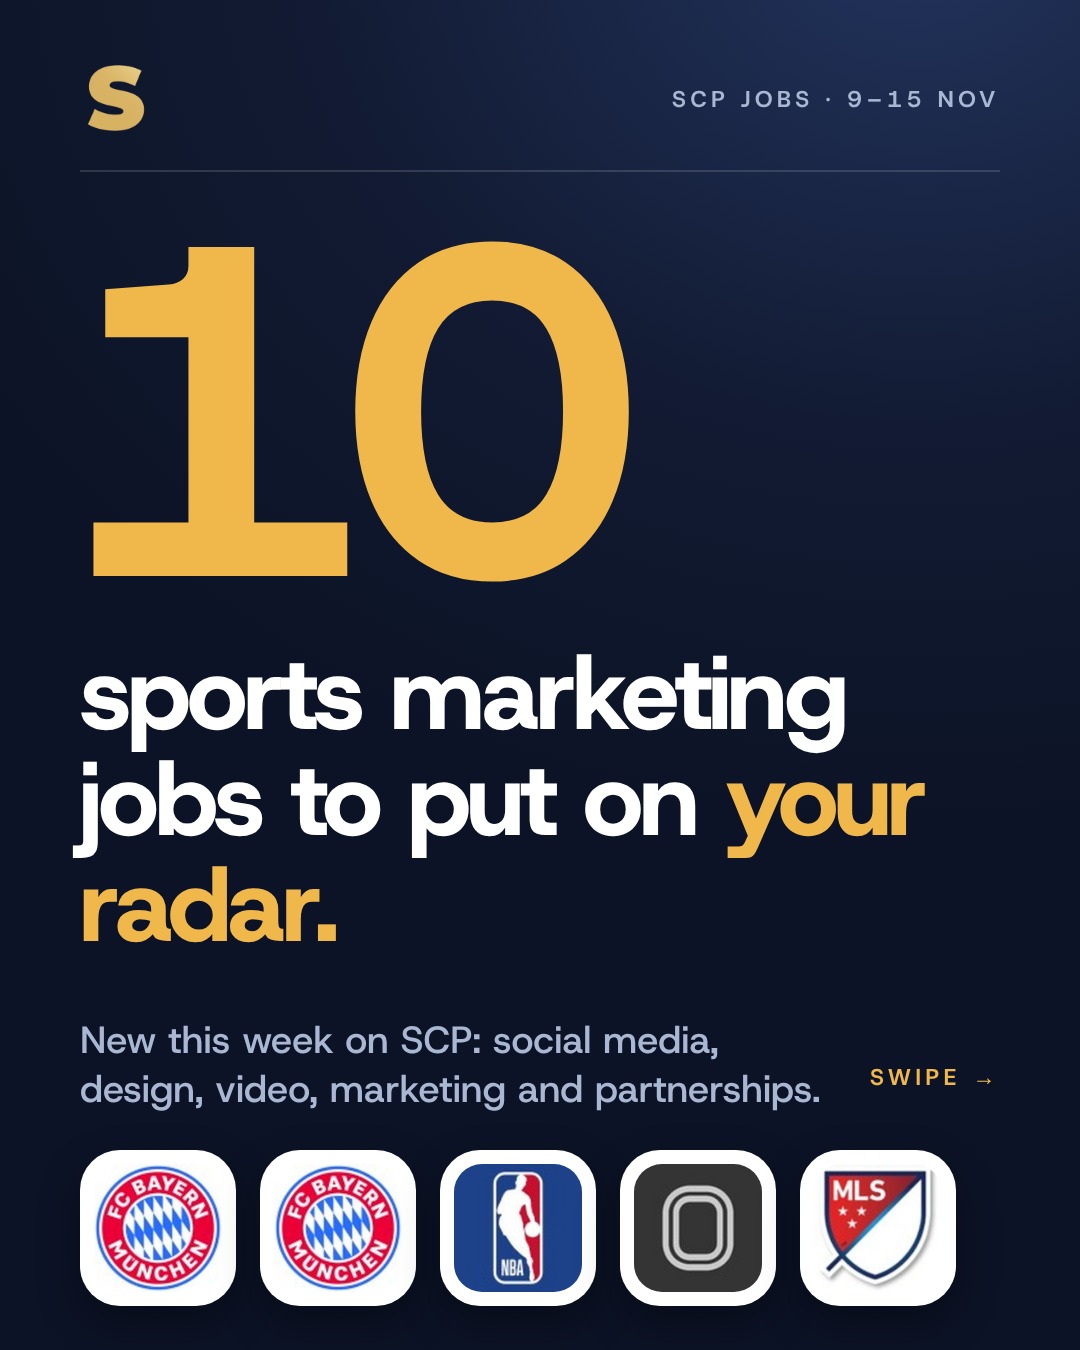 S
SCP JOBS · 9–15 NOV
10
sports marketing
jobs to put on your
radar.
New this week on SCP: social media,
design, video, marketing and partnerships.
SWIPE →
FC BAYERN
MÜNCHEN
FC BAYERN
MÜNCHEN
NBA
MLS